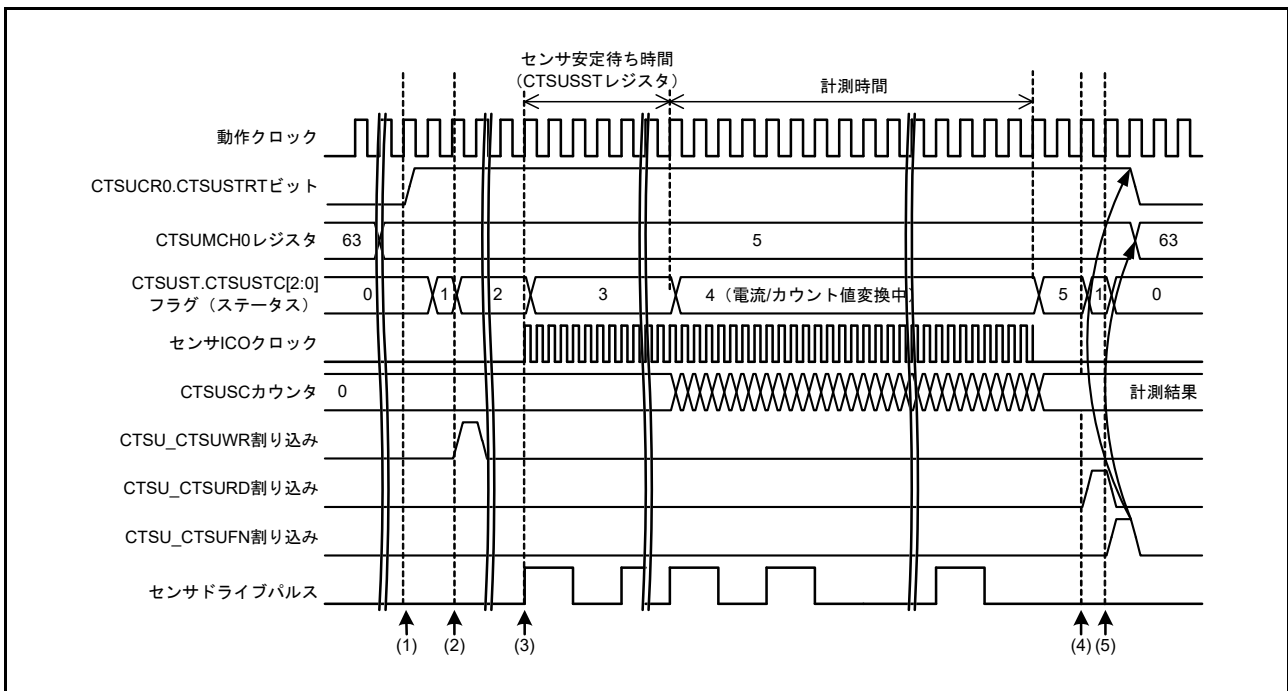 センサ安定待ち時間
（CTSUSSTレジスタ）
計測時間
動作クロック
CTSUCR0.CTSUSTRTビット
CTSUMCH0レジスタ
63
5
63
CTSUST.CTSUSTC[2:0]
フラグ（ステータス）
0
1
2
3
4（電流/カウント値変換中）
5
1
0
センサICOクロック
CTSUSCカウンタ
0
計測結果
CTSU_CTSUWR割り込み
CTSU_CTSURD割り込み
CTSU_CTSUFN割り込み
センサドライブパルス
(1)
(2)
(3)
(4)
(5)